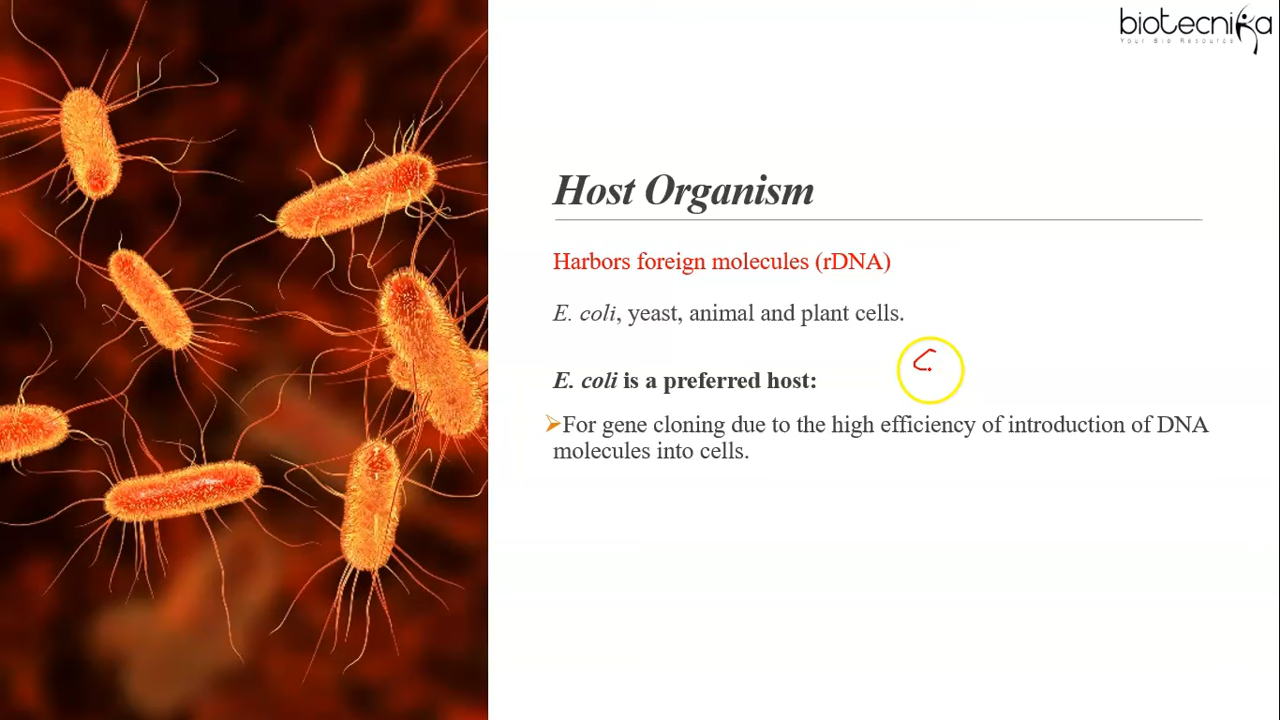 biotecnika
Your Bio Resource
Host Organism
Harbors foreign molecules (rDNA)
E. coli, yeast, animal and plant cells.
E. coli is a preferred host:
➢For gene cloning due to the high efficiency of introduction of DNA
molecules into cells.